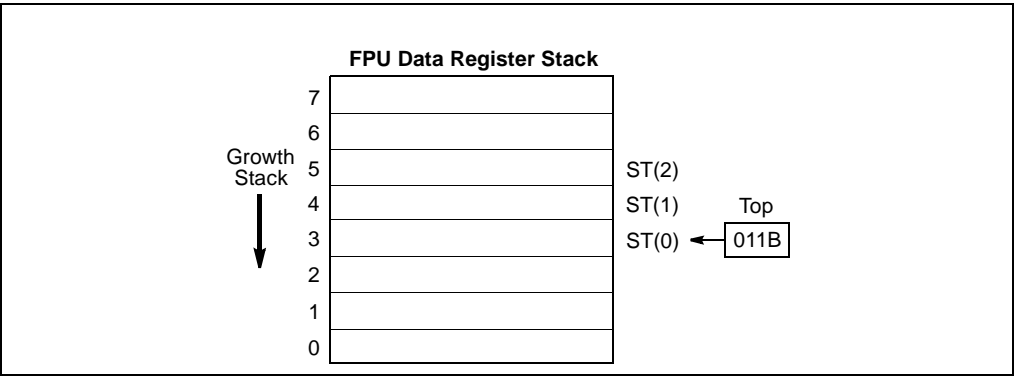 FPU Data Register Stack
7
6
Growth
Stack
5
ST(2)
4
ST(1)
Top
3
ST(0)
011B
2
1
0